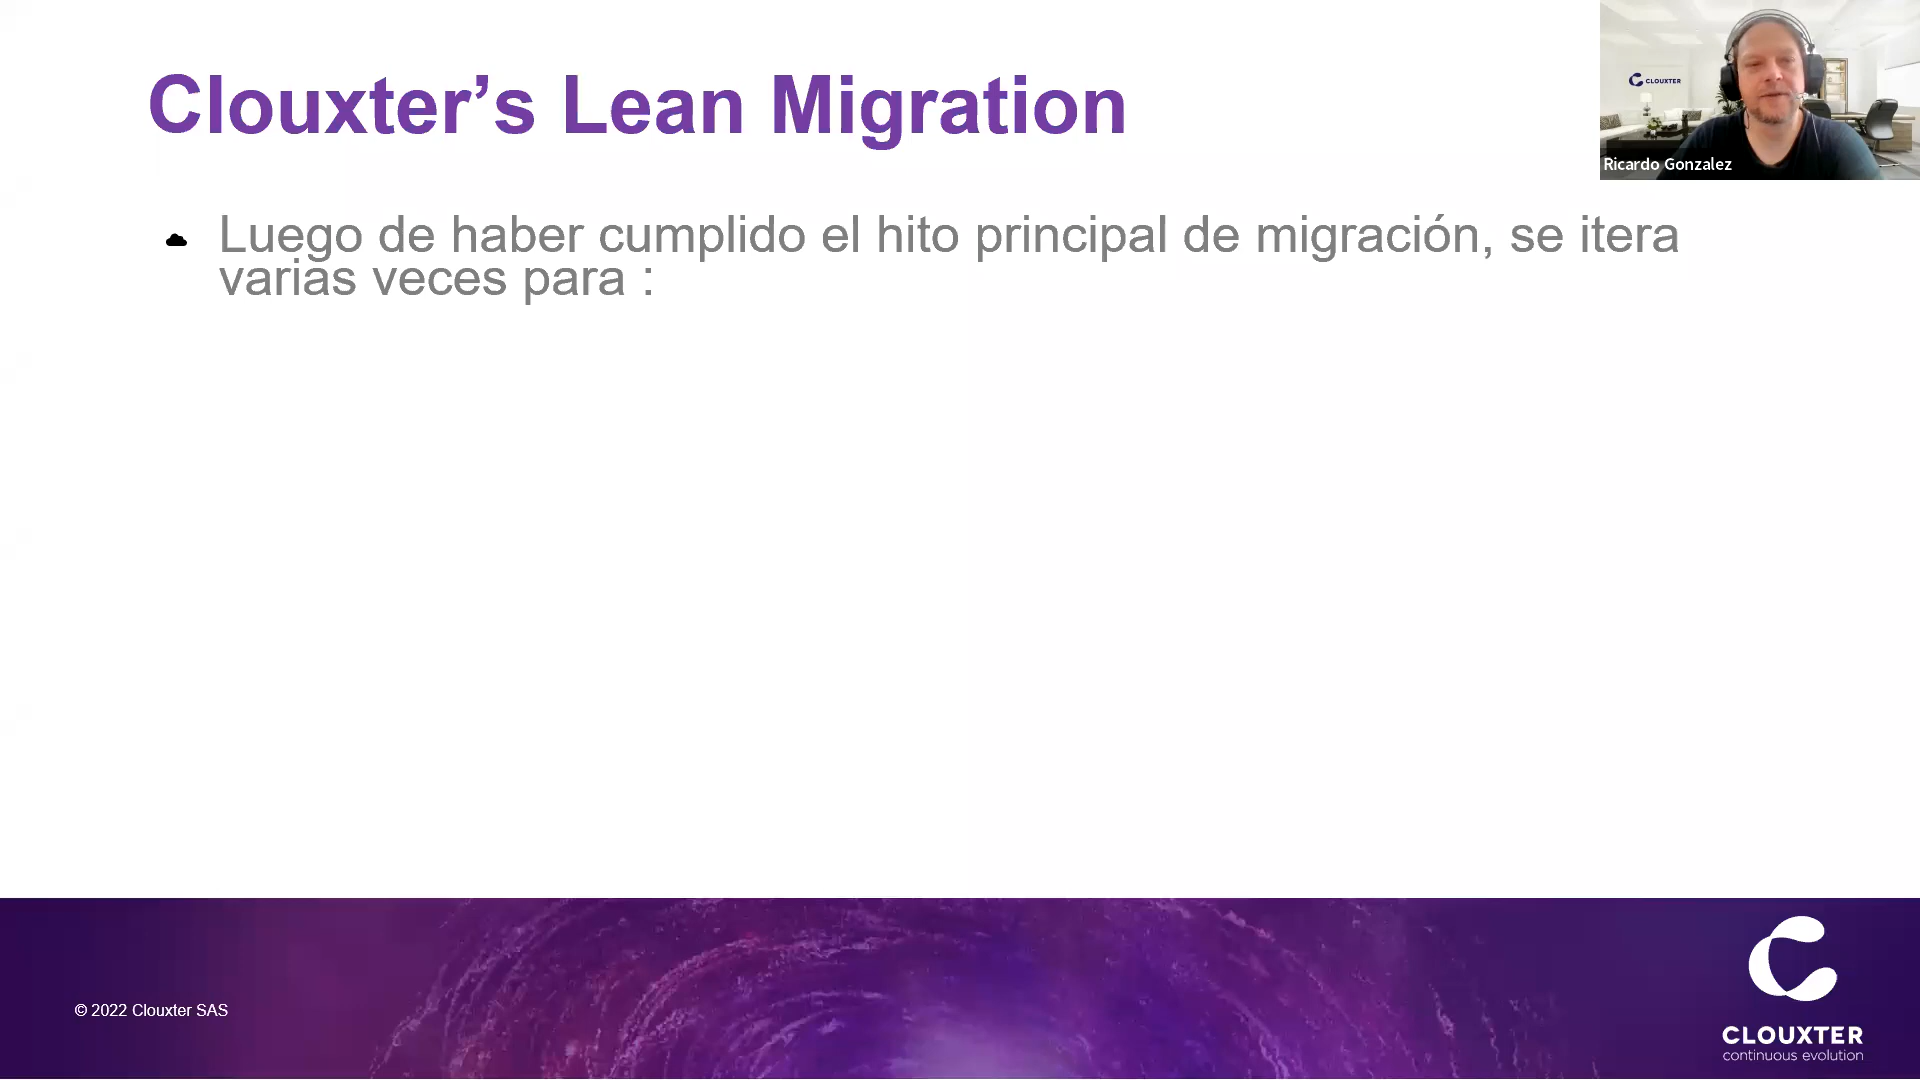 Clouxter’s Lean Migration
CLOUXTER
Ricardo Gonzalez
Luego de haber cumplido el hito principal de migración, se itera
varias veces para :
© 2022 Clouxter SAS
CLOUXTER
continuous evolution